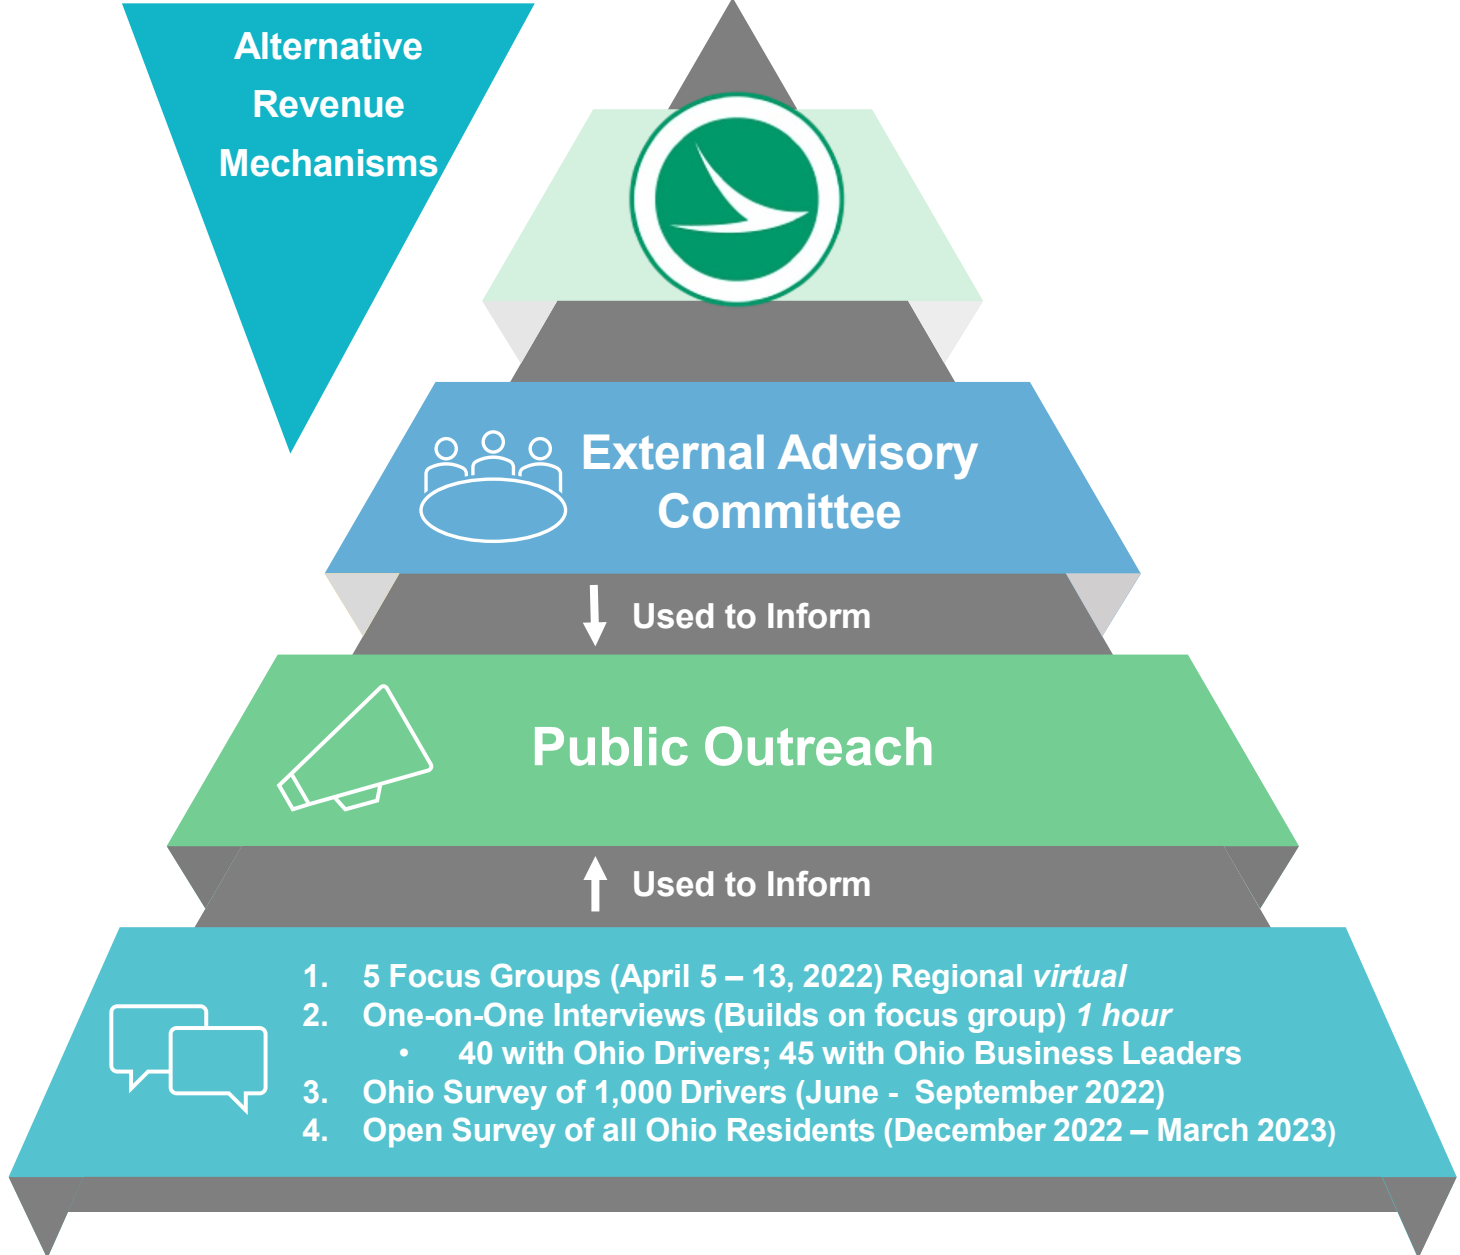 Alternative
Revenue
Mechanisms
External Advisory
Committee
Used to Inform
Public Outreach
Used to Inform
1. 5 Focus Groups (April 5 – 13, 2022) Regional virtual
2. One-on-One Interviews (Builds on focus group) 1 hour
• 40 with Ohio Drivers; 45 with Ohio Business Leaders
3. Ohio Survey of 1,000 Drivers (June - September 2022)
4. Open Survey of all Ohio Residents (December 2022 – March 2023)